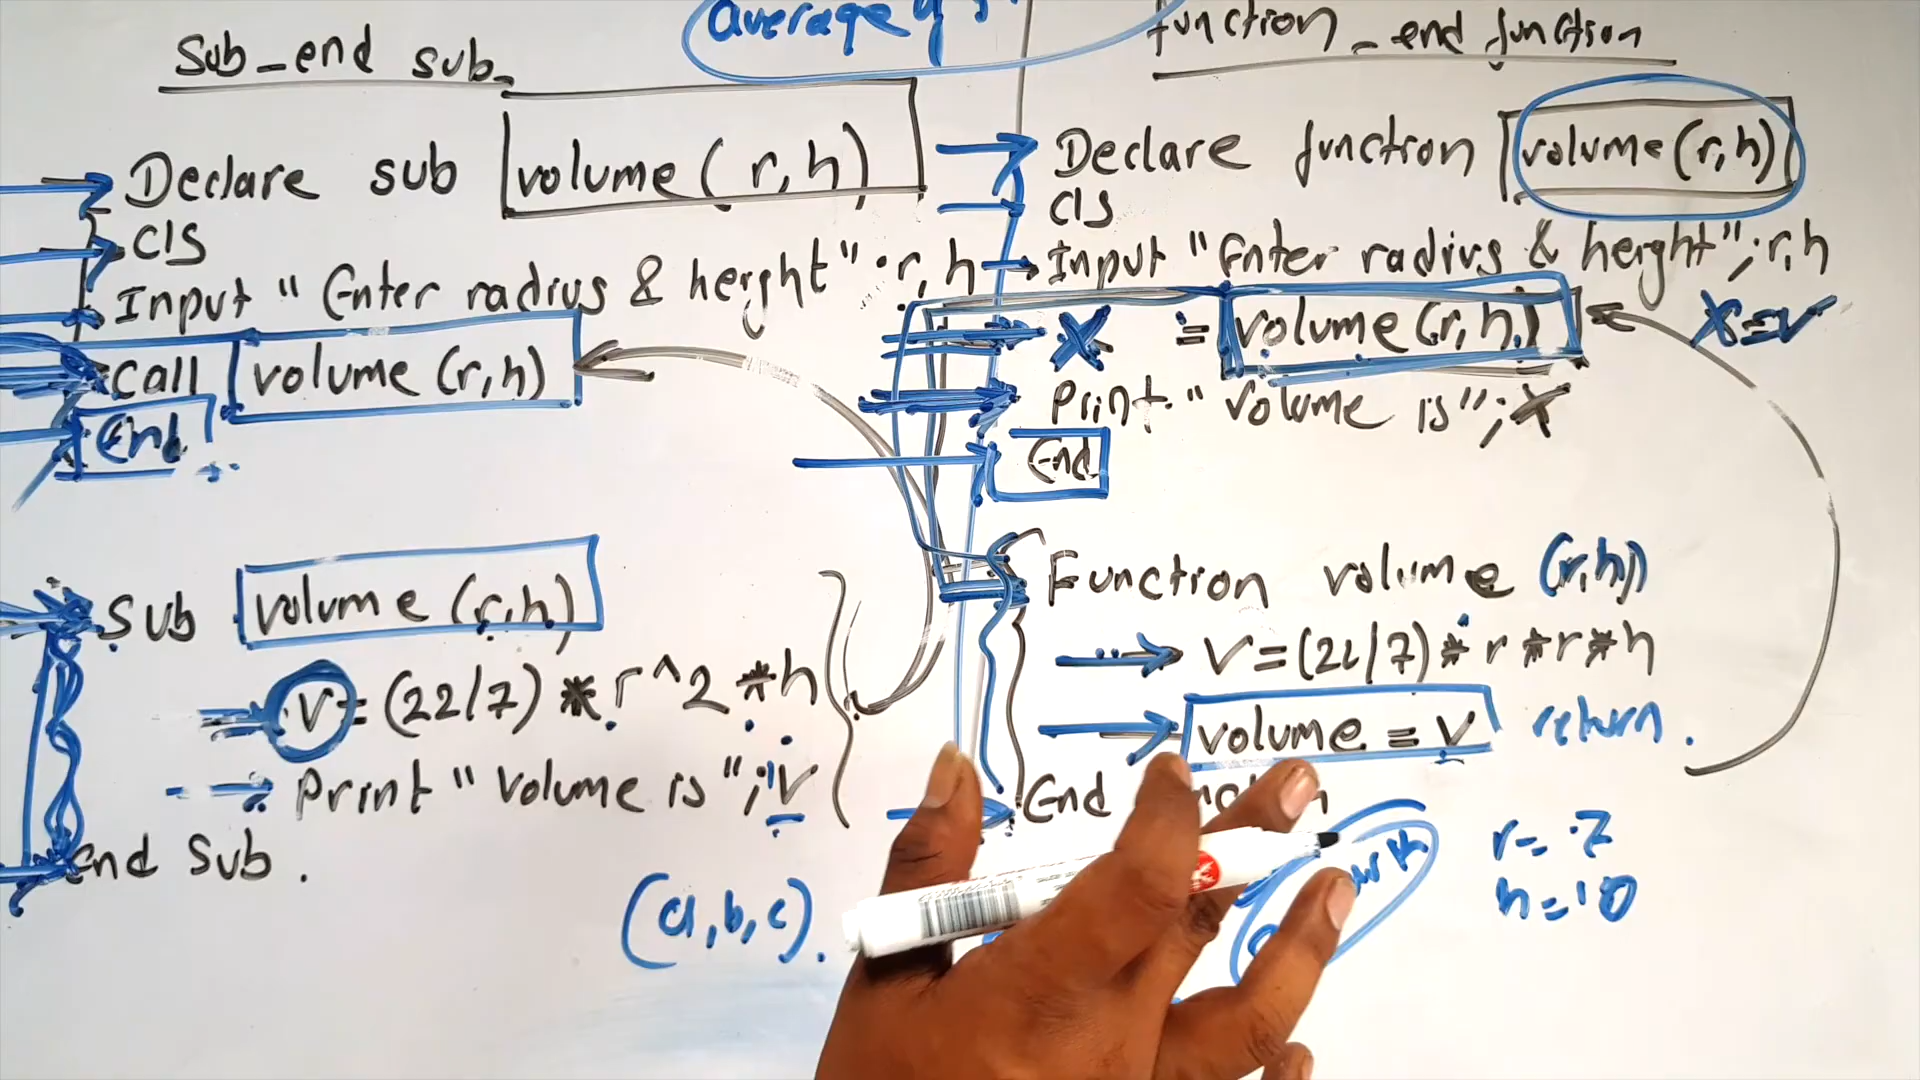 average of
Sub_end sub
Declare sub volume (r,h)
Cls
Input "Enter radius & height" ; r, h
Call volume (r,h)
End
Sub volume (r,h)
V = (22/7) * r^2 * h
Print "Volume is" ; V
end Sub .
(a,b,c) .
function _ end function
Declare function volume (r,h)
Cls
Input "Enter radius & height" ; r,h
X = volume (r,h)
X=v
Print "Volume is" ; X
End
Function volume (r,h)
V = (22/7) * r * r * h
volume = V return .
End
r = 7
h = 10